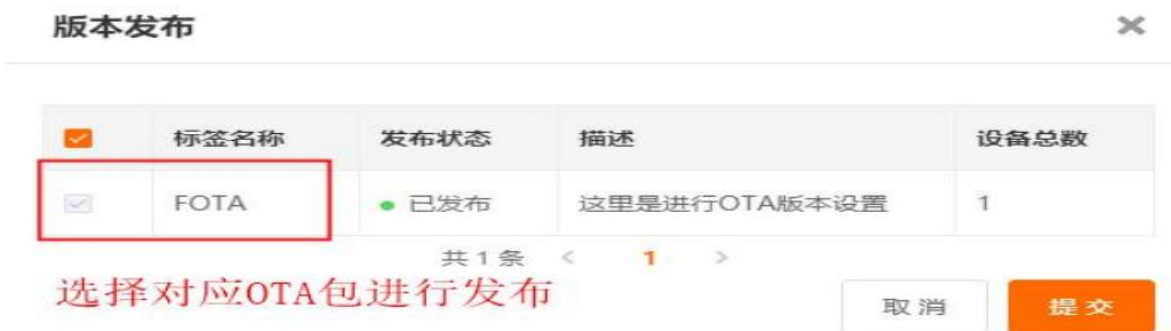 版本发布
标签名称 发布状态 描述 设备总数
FOTA 已发布 这里是进行OTA版本设置 1
共 1 条 < 1 >
选择对应OTA包进行发布
取 消 提 交